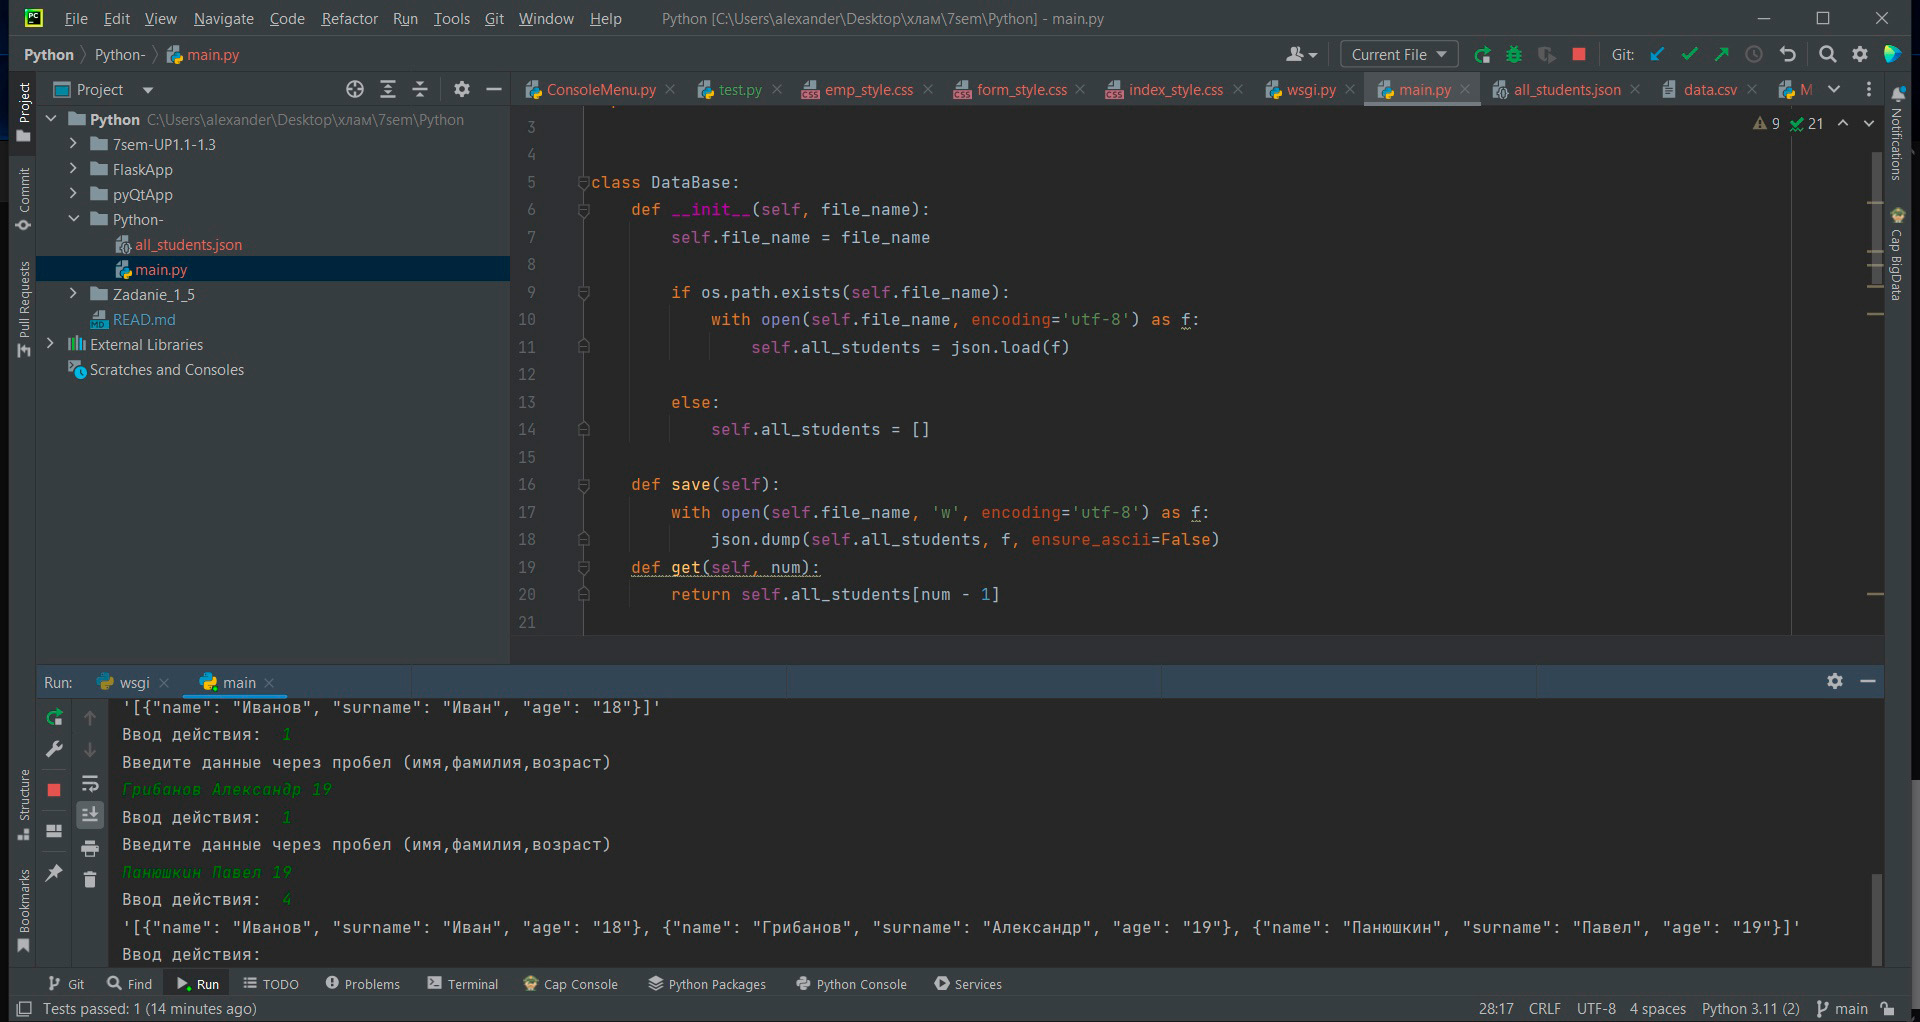 File Edit View Navigate Code Refactor Run Tools Git Window Help Python [C:\Users\alexander\Desktop\хлам\7sem\Python] - main.py
Python Python- main.py Current File Git:
Project
ConsoleMenu.py test.py emp_style.css form_style.css index_style.css wsgi.py main.py all_students.json data.csv M
Python C:\Users\alexander\Desktop\хлам\7sem\Python
7sem-UP1.1-1.3
FlaskApp
pyQtApp
Python-
all_students.json
main.py
Zadanie_1_5
READ.md
External Libraries
Scratches and Consoles
Project
Commit
Pull Requests
Structure
Bookmarks
9 21
3
4
5 class DataBase:
6 def __init__(self, file_name):
7 self.file_name = file_name
8
9 if os.path.exists(self.file_name):
10 with open(self.file_name, encoding='utf-8') as f:
11 self.all_students = json.load(f)
12
13 else:
14 self.all_students = []
15
16 def save(self):
17 with open(self.file_name, 'w', encoding='utf-8') as f:
18 json.dump(self.all_students, f, ensure_ascii=False)
19 def get(self, num):
20 return self.all_students[num - 1]
21
Notifications
Cap BigData
Run: wsgi main
'[{"name": "Иванов", "surname": "Иван", "age": "18"}]'
Ввод действия: 1
Введите данные через пробел (имя,фамилия,возраст)
Грибанов Александр 19
Ввод действия: 1
Введите данные через пробел (имя,фамилия,возраст)
Панюшкин Павел 19
Ввод действия: 4
'[{"name": "Иванов", "surname": "Иван", "age": "18"}, {"name": "Грибанов", "surname": "Александр", "age": "19"}, {"name": "Панюшкин", "surname": "Павел", "age": "19"}]'
Ввод действия:
Git Find Run TODO Problems Terminal Cap Console Python Packages Python Console Services
Tests passed: 1 (14 minutes ago) 28:17 CRLF UTF-8 4 spaces Python 3.11 (2) main